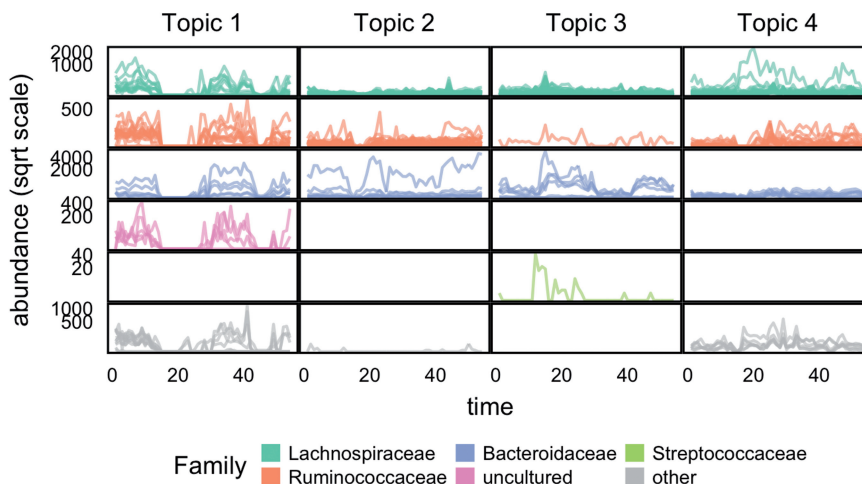 Topic 1 Topic 2 Topic 3 Topic 4
2000
1000
500
4000
2000
400
200
40
20
1000
500
abundance (sqrt scale)
0 20 40 0 20 40 0 20 40 0 20 40
time
Family
Lachnospiraceae Bacteroidaceae Streptococcaceae
Ruminococcaceae uncultured other